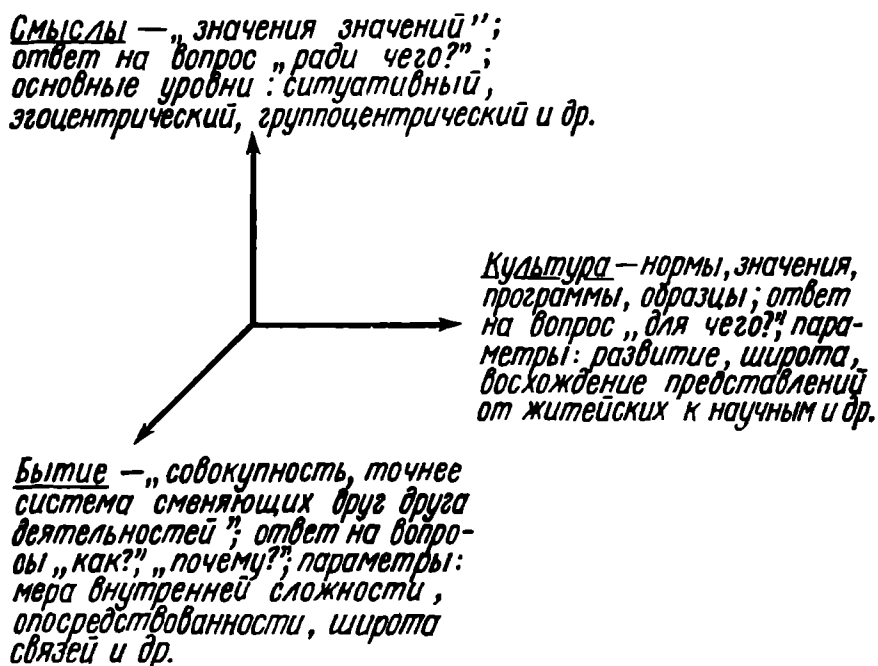 Смыслы — „значения значений”;
ответ на вопрос „ради чего?”;
основные уровни: ситуативный,
эгоцентрический, группоцентрический и др.
Культура — нормы, значения,
программы, образцы; ответ
на вопрос „для чего?”; пара-
метры: развитие, широта,
восхождение представлений
от житейских к научным и др.
Бытие — „совокупность, точнее
система сменяющих друг друга
деятельностей”; ответ на вопро-
сы „как?”, „почему?”; параметры:
мера внутренней сложности,
опосредствованности, широта
связей и др.